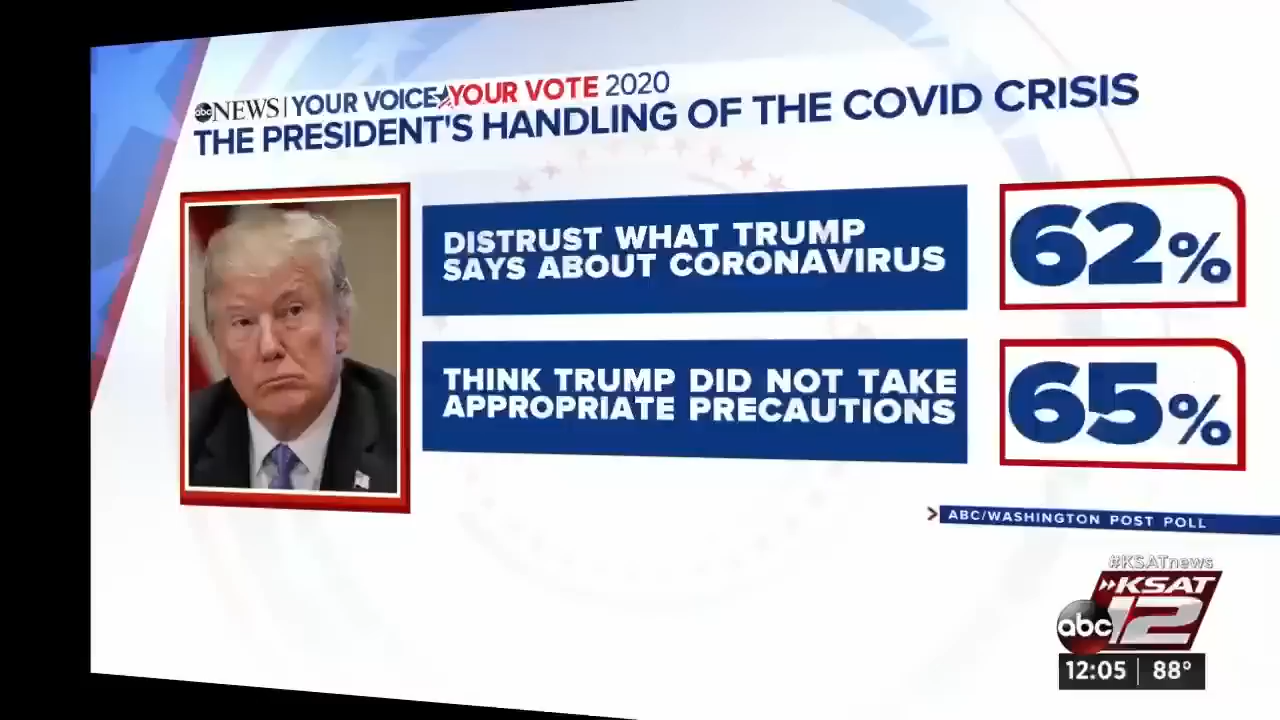 abc NEWS | YOUR VOICE YOUR VOTE 2020
THE PRESIDENT'S HANDLING OF THE COVID CRISIS
DISTRUST WHAT TRUMP
SAYS ABOUT CORONAVIRUS
62%
THINK TRUMP DID NOT TAKE
APPROPRIATE PRECAUTIONS
65%
ABC/WASHINGTON POST POLL
#KSATnews
KSAT
abc 12
12:05 | 88°